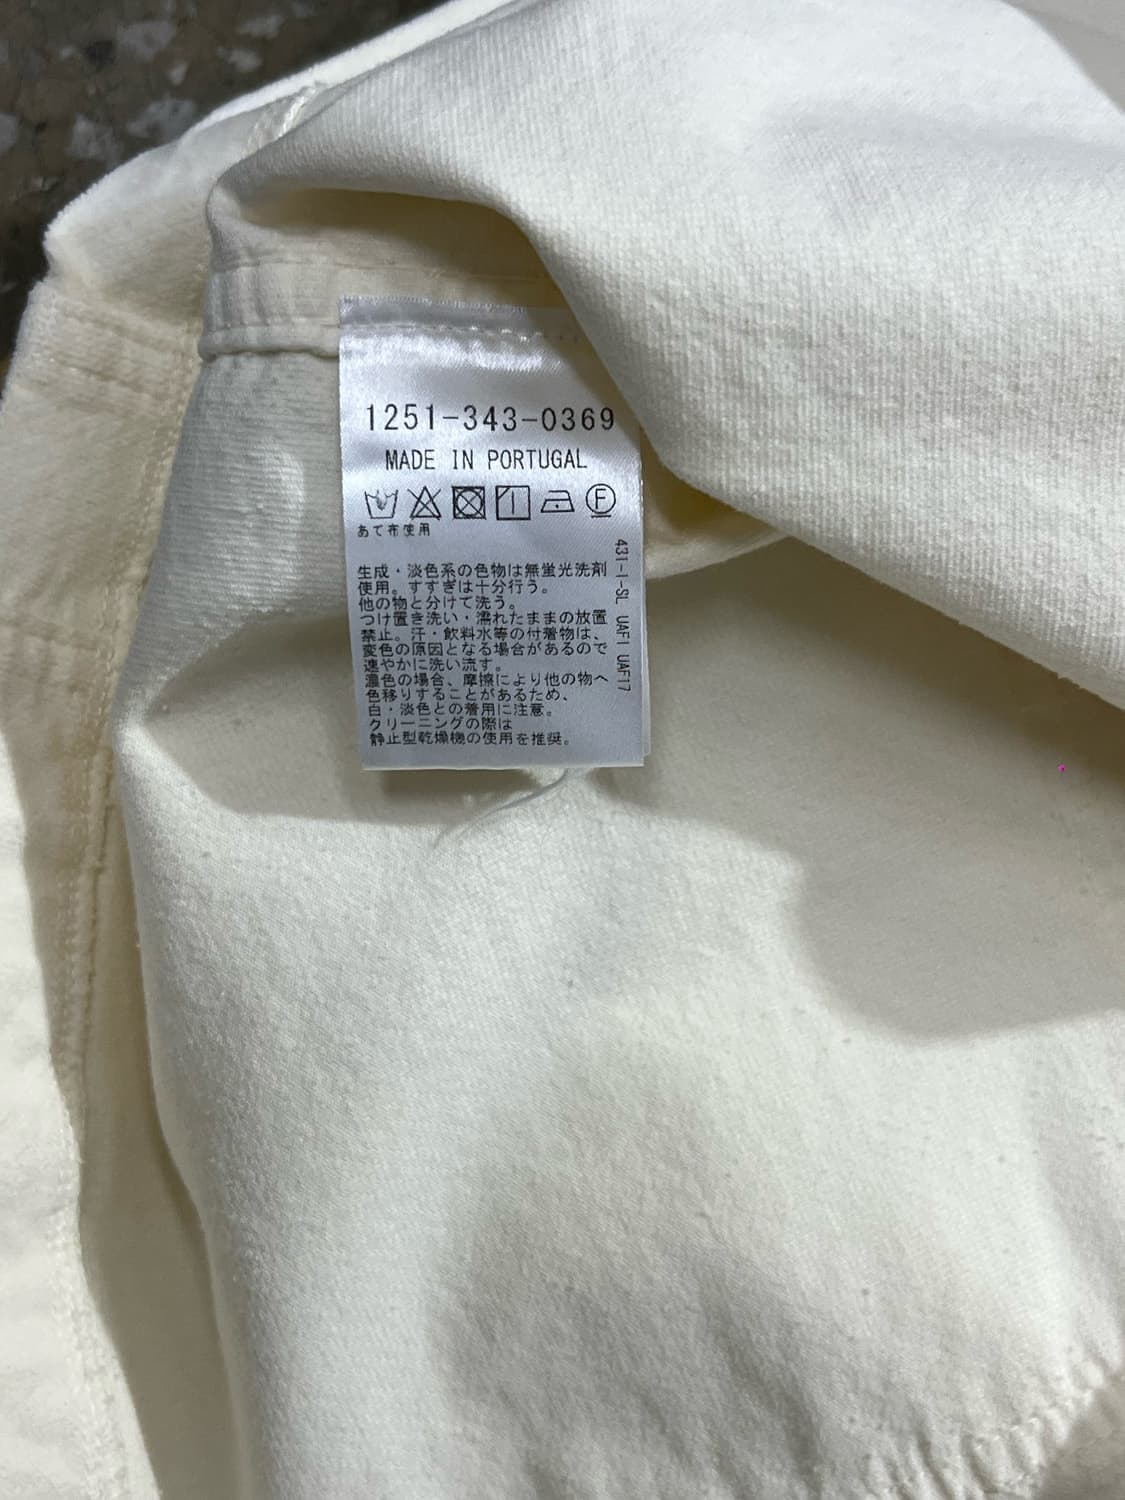 1251-343-0369
MADE IN PORTUGAL
F
あて布使用
生成・淡色系の色物は無蛍光洗剤
使用。すすぎは十分行う。
他の物と分けて洗う。
つけ置き洗い・濡れたままの放置
禁止。汗・飲料水等の付着物は、
変色の原因となる場合があるので
速やかに洗い流す。
濃色の場合、摩擦により他の物へ
色移りすることがあるため、
白・淡色との着用に注意。
クリーニングの際は
静止型乾燥機の使用を推奨。
431-I-SL UAF1 UAF17